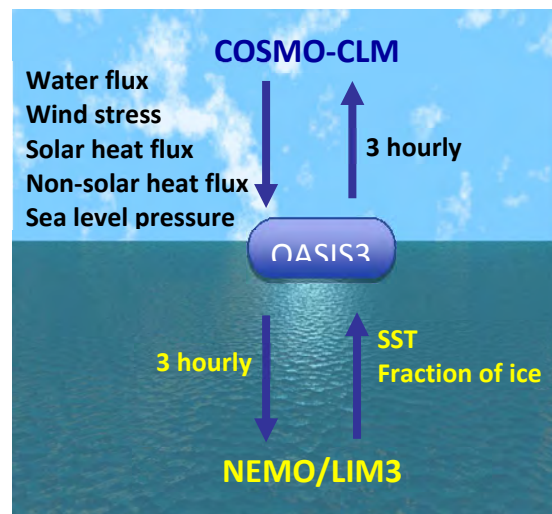 COSMO-CLM
Water flux
Wind stress
Solar heat flux
Non-solar heat flux
Sea level pressure
3 hourly
OASIS3
3 hourly
SST
Fraction of ice
NEMO/LIM3